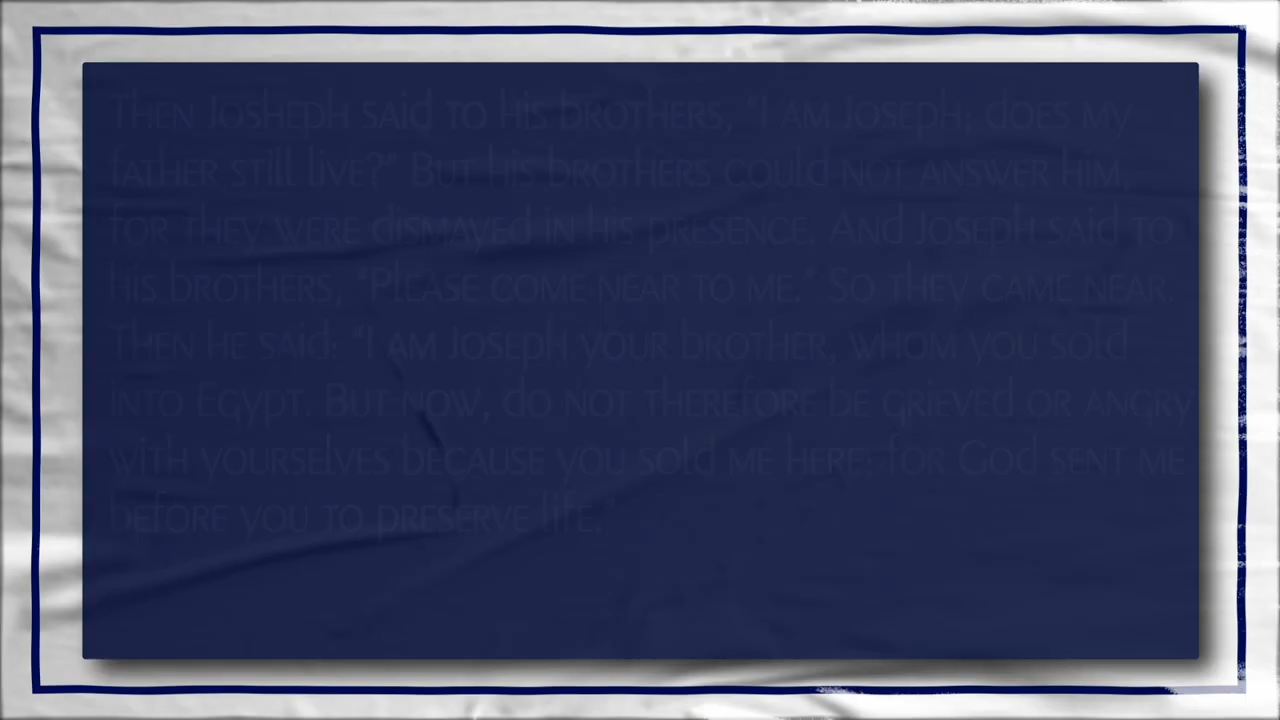 Then Josheph said to his brothers, "I am Joseph; does my
father still live?" But his brothers could not answer him,
for they were dismayed in his presence. And Joseph said to
his brothers, "Please come near to me." So they came near.
Then he said: "I am Joseph your brother, whom you sold
into Egypt. But now, do not therefore be grieved or angry
with yourselves because you sold me here; for God sent me
before you to preserve life."